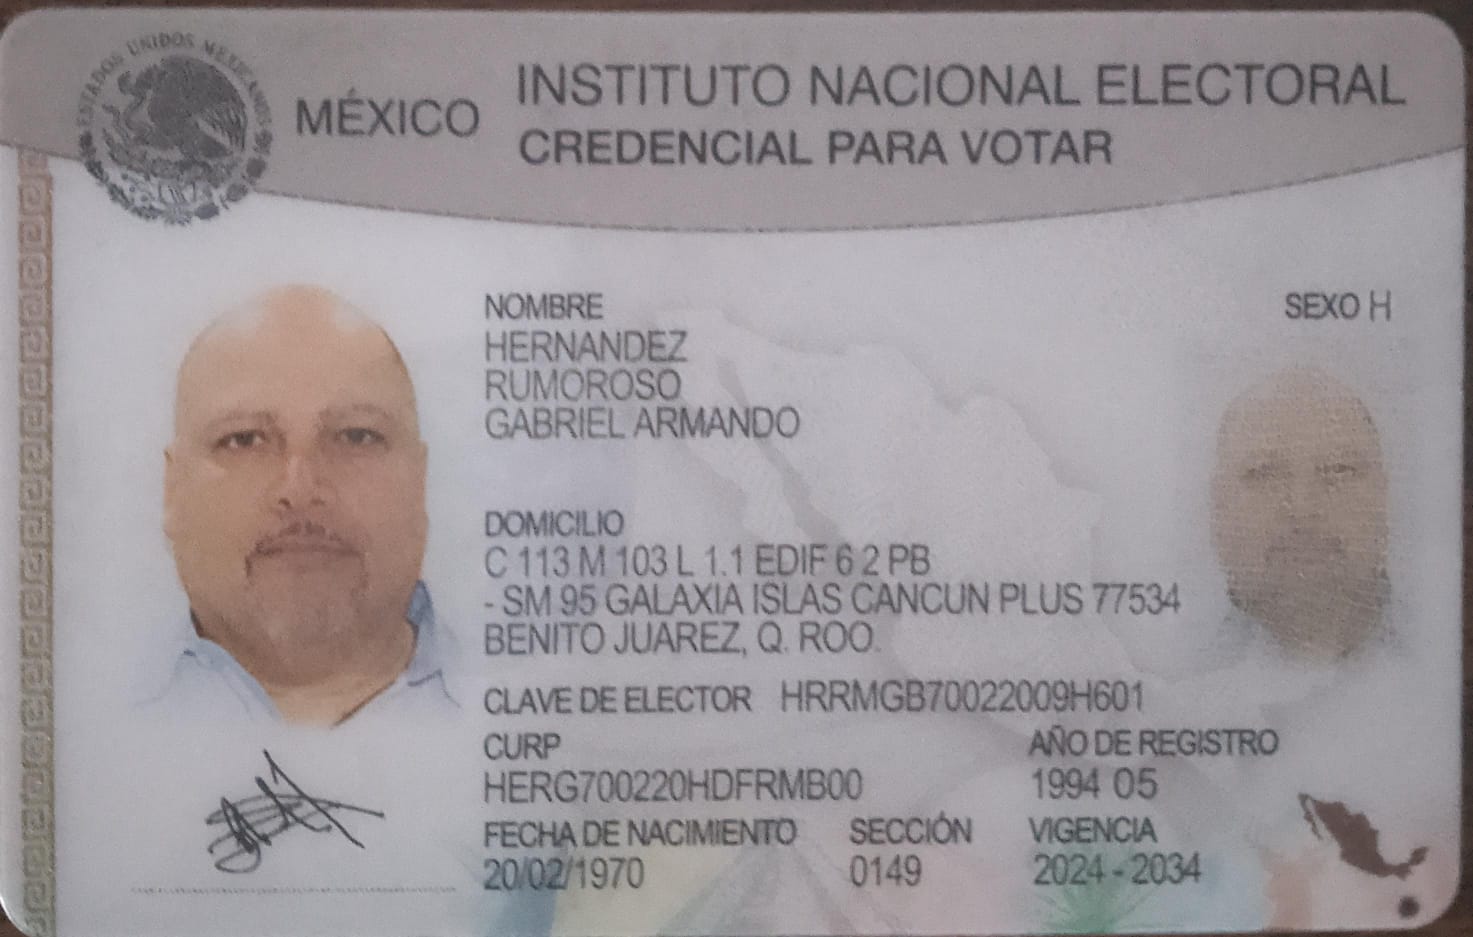 ESTADOS UNIDOS MEXICANOS
MÉXICO
INSTITUTO NACIONAL ELECTORAL
CREDENCIAL PARA VOTAR
NOMBRE
HERNANDEZ
RUMOROSO
GABRIEL ARMANDO
SEXO H
DOMICILIO
C 113 M 103 L 1.1 EDIF 6 2 PB
- SM 95 GALAXIA ISLAS CANCUN PLUS 77534
BENITO JUAREZ, Q. ROO.
CLAVE DE ELECTOR HRRMGB70022009H601
CURP
HERG700220HDFRMB00
AÑO DE REGISTRO
1994 05
FECHA DE NACIMIENTO
20/02/1970
SECCIÓN
0149
VIGENCIA
2024 - 2034